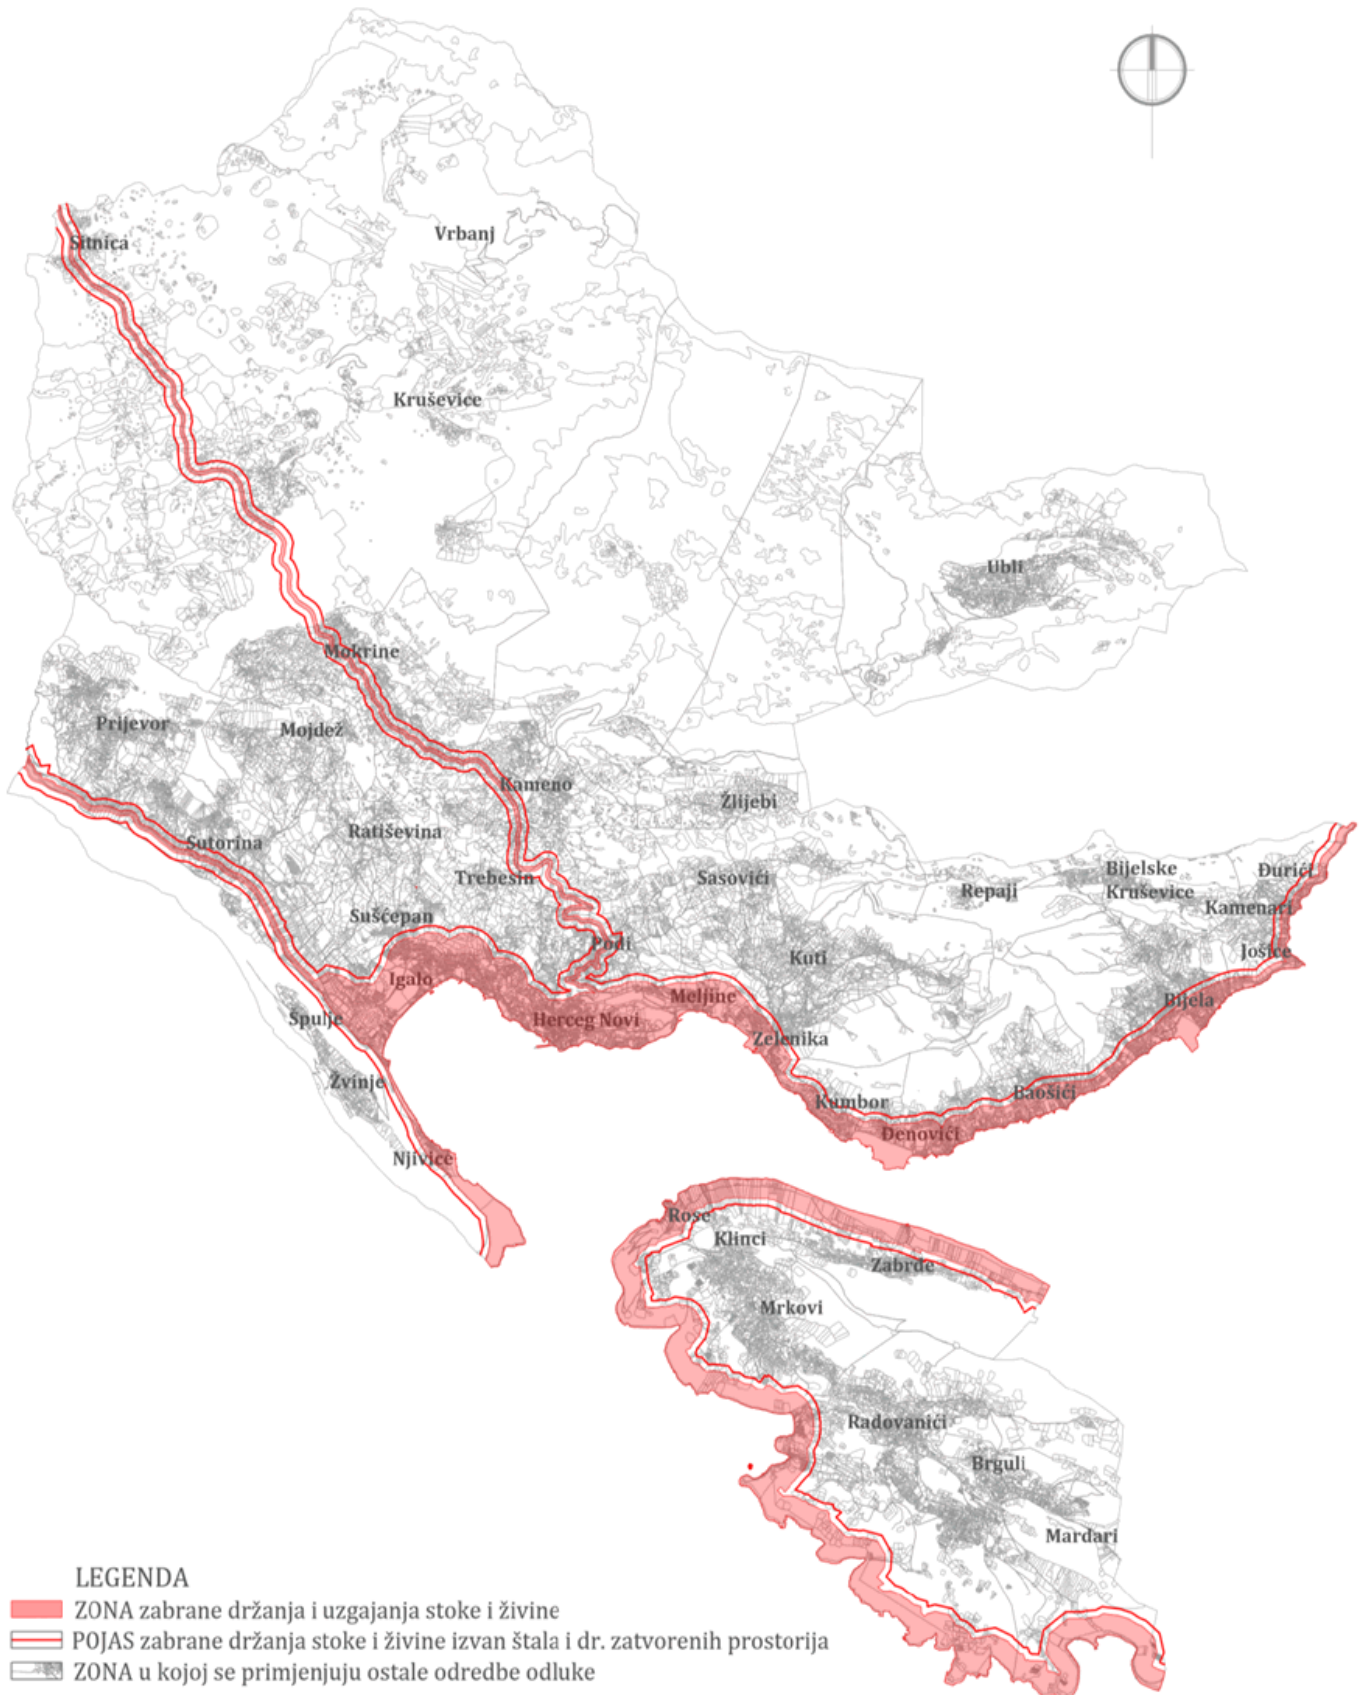 Vrbanj
Sitnica
Kruševice
Ubli
Mokrine
Prijevor
Mojdež
Kameno
Žlijebi
Ratiševina
Sutorina
Trebesin
Sasovići
Bijelske
Kruševice
Đurići
Repaji
Kamenari
Sušćepan
Podi
Jošice
Kuti
Igalo
Meljine
Bijela
Špulje
Herceg Novi
Zelenika
Žvinje
Kumbor
Baošići
Đenovići
Njivice
Rose
Klinci
Zabrđe
Mrkovi
Radovanići
Brguli
Mardari
LEGENDA
ZONA zabrane držanja i uzgajanja stoke i živine
POJAS zabrane držanja stoke i živine izvan štala i dr. zatvorenih prostorija
ZONA u kojoj se primjenjuju ostale odredbe odluke